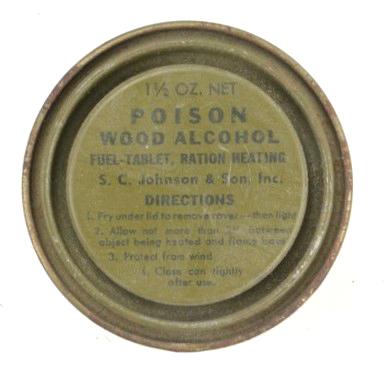 1½ OZ. NET
POISON
WOOD ALCOHOL
FUEL-TABLET, RATION HEATING
S. C. Johnson & Son, Inc.
DIRECTIONS
1. Pry under lid to remove cover—then light
2. Allow not more than 2" between
object being heated and flame base
3. Protect from wind
4. Close can tightly
after use.